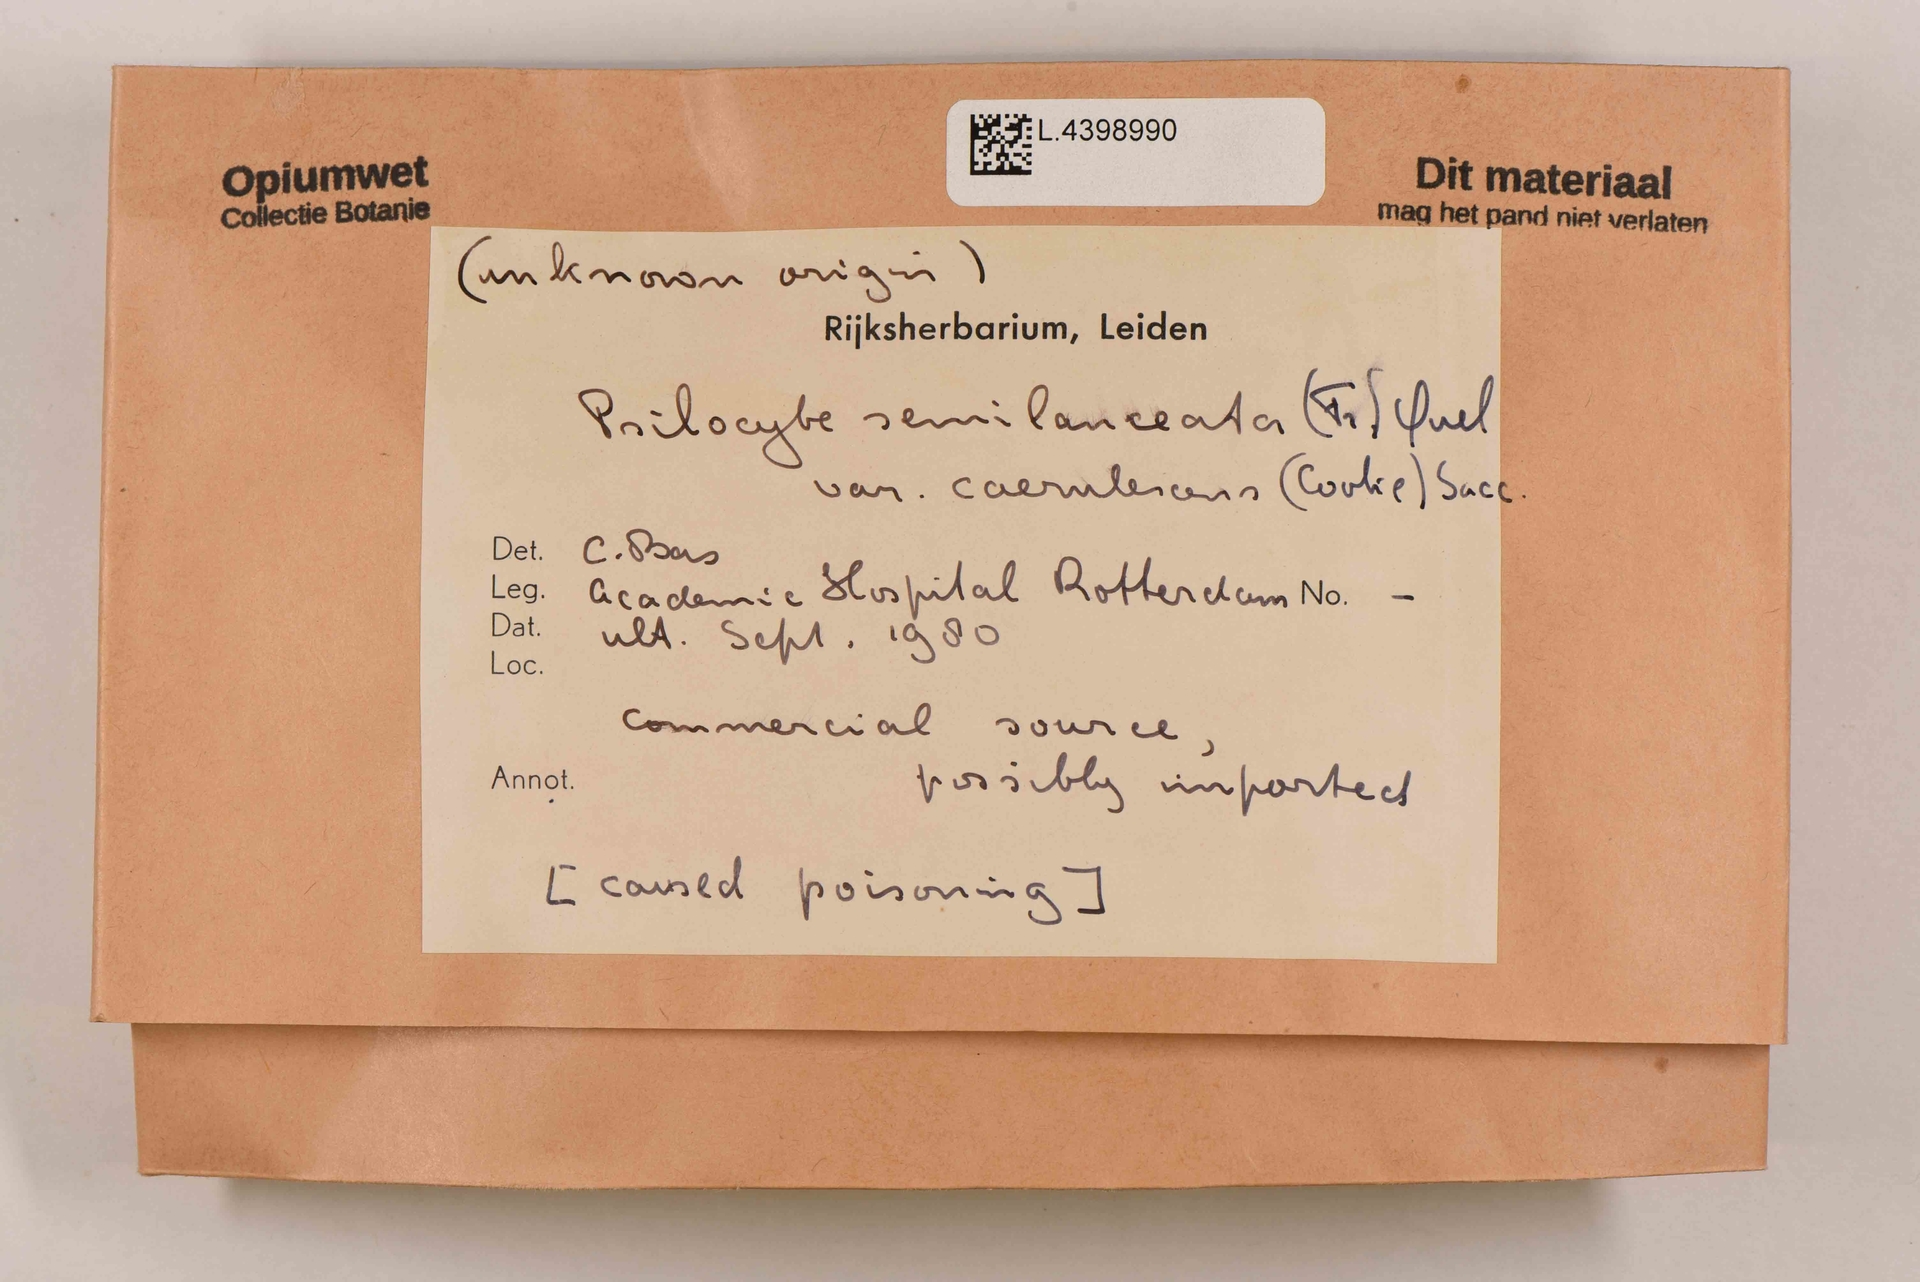 L.4398990
Opiumwet
Collectie Botanie
Dit materiaal
mag het pand niet verlaten
(unknown origin)
Rijksherbarium, Leiden
Psilocybe semilanceata (Fr.) Quel
var. caerulescens (Cooke) Sacc.
Det. C. Bas
Leg. Academic Hospital Rotterdam No. -
Dat. ult. Sept. 1980
Loc.
commercial source,
Annot. possibly imported
[caused poisoning]